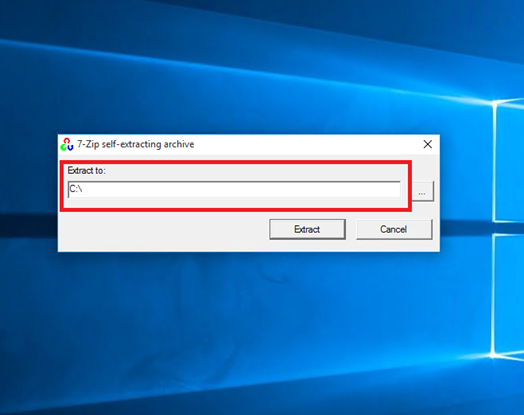 7-Zip self-extracting archive
Extract to:
C:\
...
Extract
Cancel